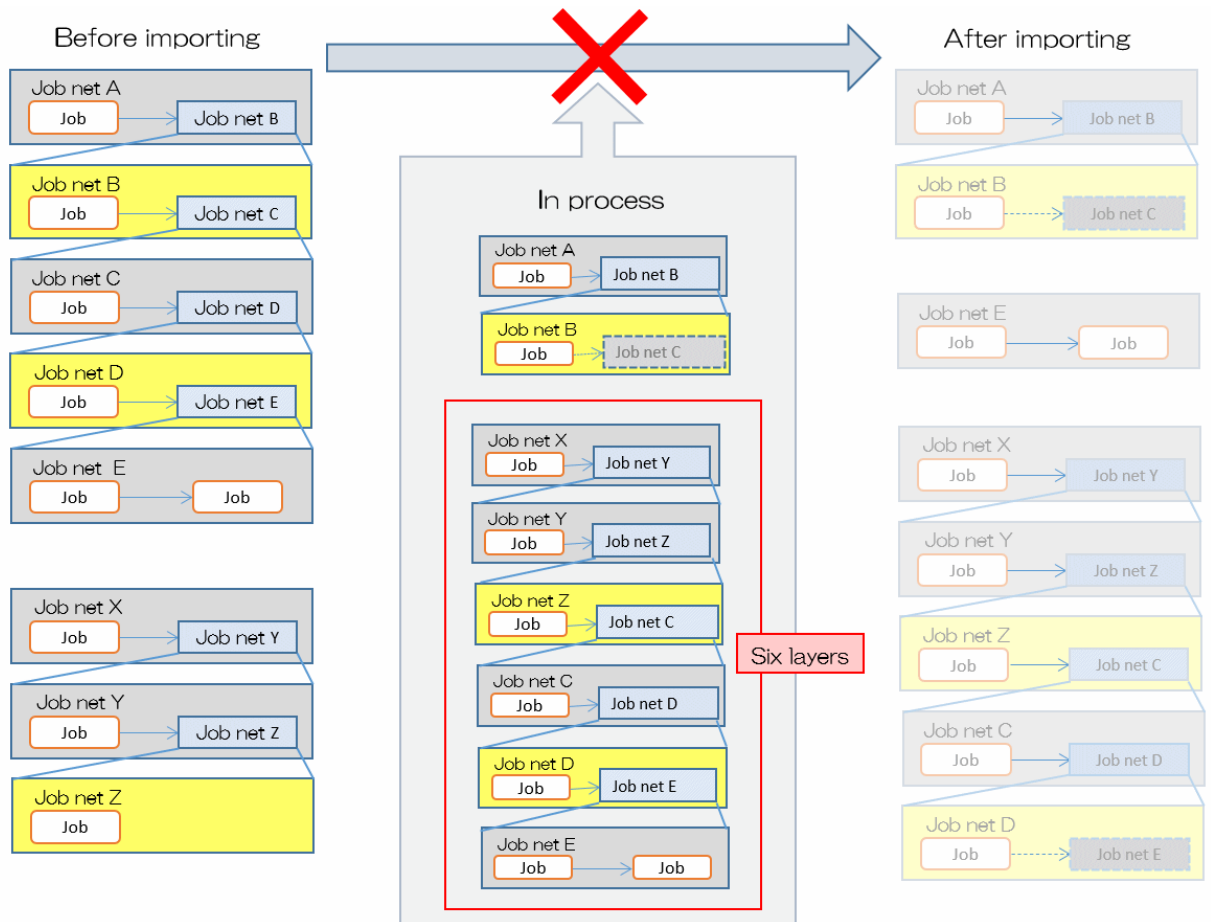 Before importing
Job net A
Job
Job net B
Job net B
Job
Job net C
Job net C
Job
Job net D
Job net D
Job
Job net E
Job net E
Job
Job
Job net X
Job
Job net Y
Job net Y
Job
Job net Z
Job net Z
Job
In process
Job net A
Job
Job net B
Job net B
Job
Job net C
Job net X
Job
Job net Y
Job net Y
Job
Job net Z
Job net Z
Job
Job net C
Six layers
Job net C
Job
Job net D
Job net D
Job
Job net E
Job net E
Job
Job
After importing
Job net A
Job
Job net B
Job net B
Job
Job net C
Job net E
Job
Job
Job net X
Job
Job net Y
Job net Y
Job
Job net Z
Job net Z
Job
Job net C
Job net C
Job
Job net D
Job net D
Job
Job net E